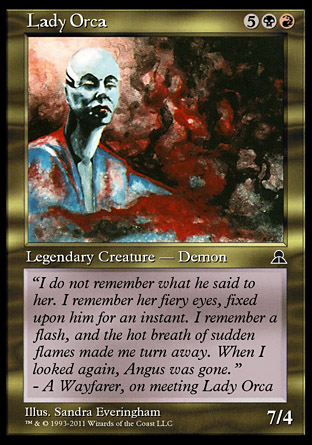 Lady Orca 5
Legendary Creature — Demon
“I do not remember what he said to
her. I remember her fiery eyes, fixed
upon him for an instant. I remember a
flash, and the hot breath of sudden
flames made me turn away. When I
looked again, Angus was gone.”
- A Wayfarer, on meeting Lady Orca
Illus. Sandra Everingham
™ & © 1993-2011 Wizards of the Coast LLC
7/4